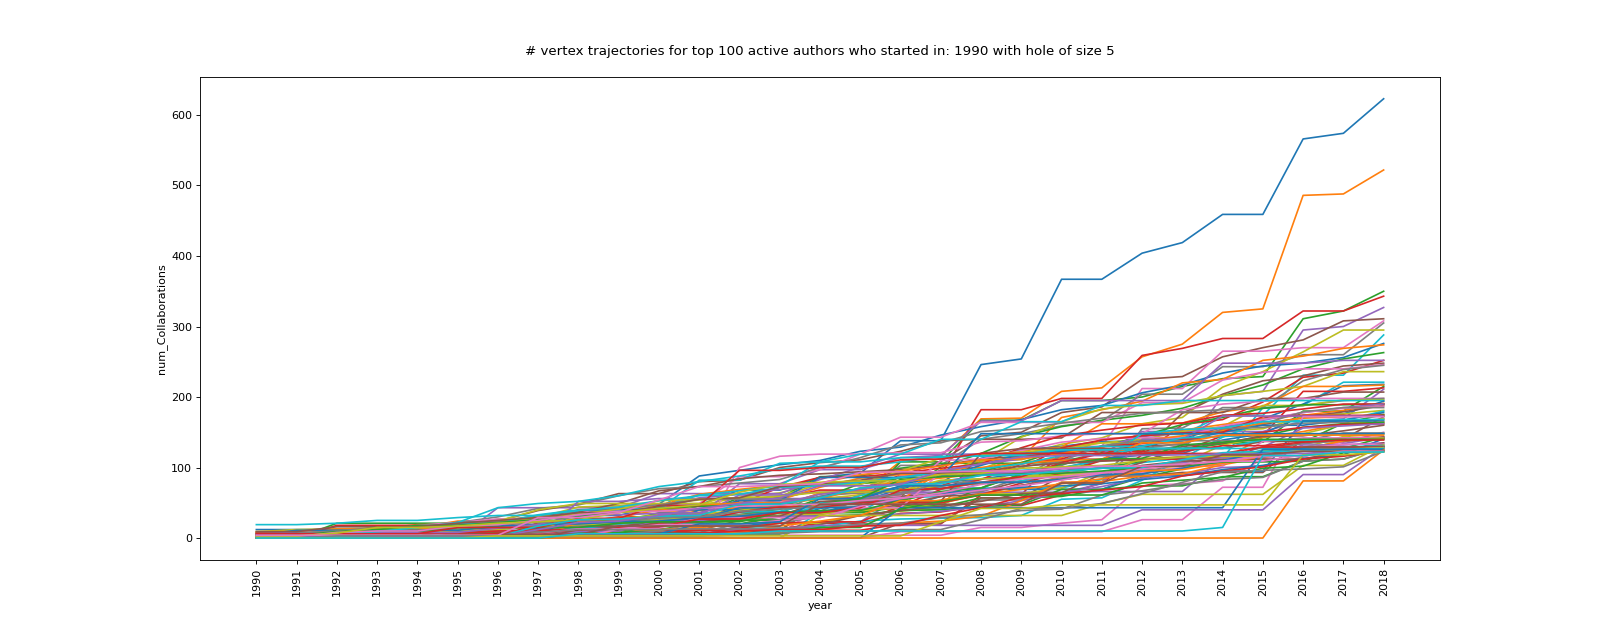 # vertex trajectories for top 100 active authors who started in: 1990 with hole of size 5
600
500
400
300
200
100
0
num_Collaborations
1990 1991 1992 1993 1994 1995 1996 1997 1998 1999 2000 2001 2002 2003 2004 2005 2006 2007 2008 2009 2010 2011 2012 2013 2014 2015 2016 2017 2018
year